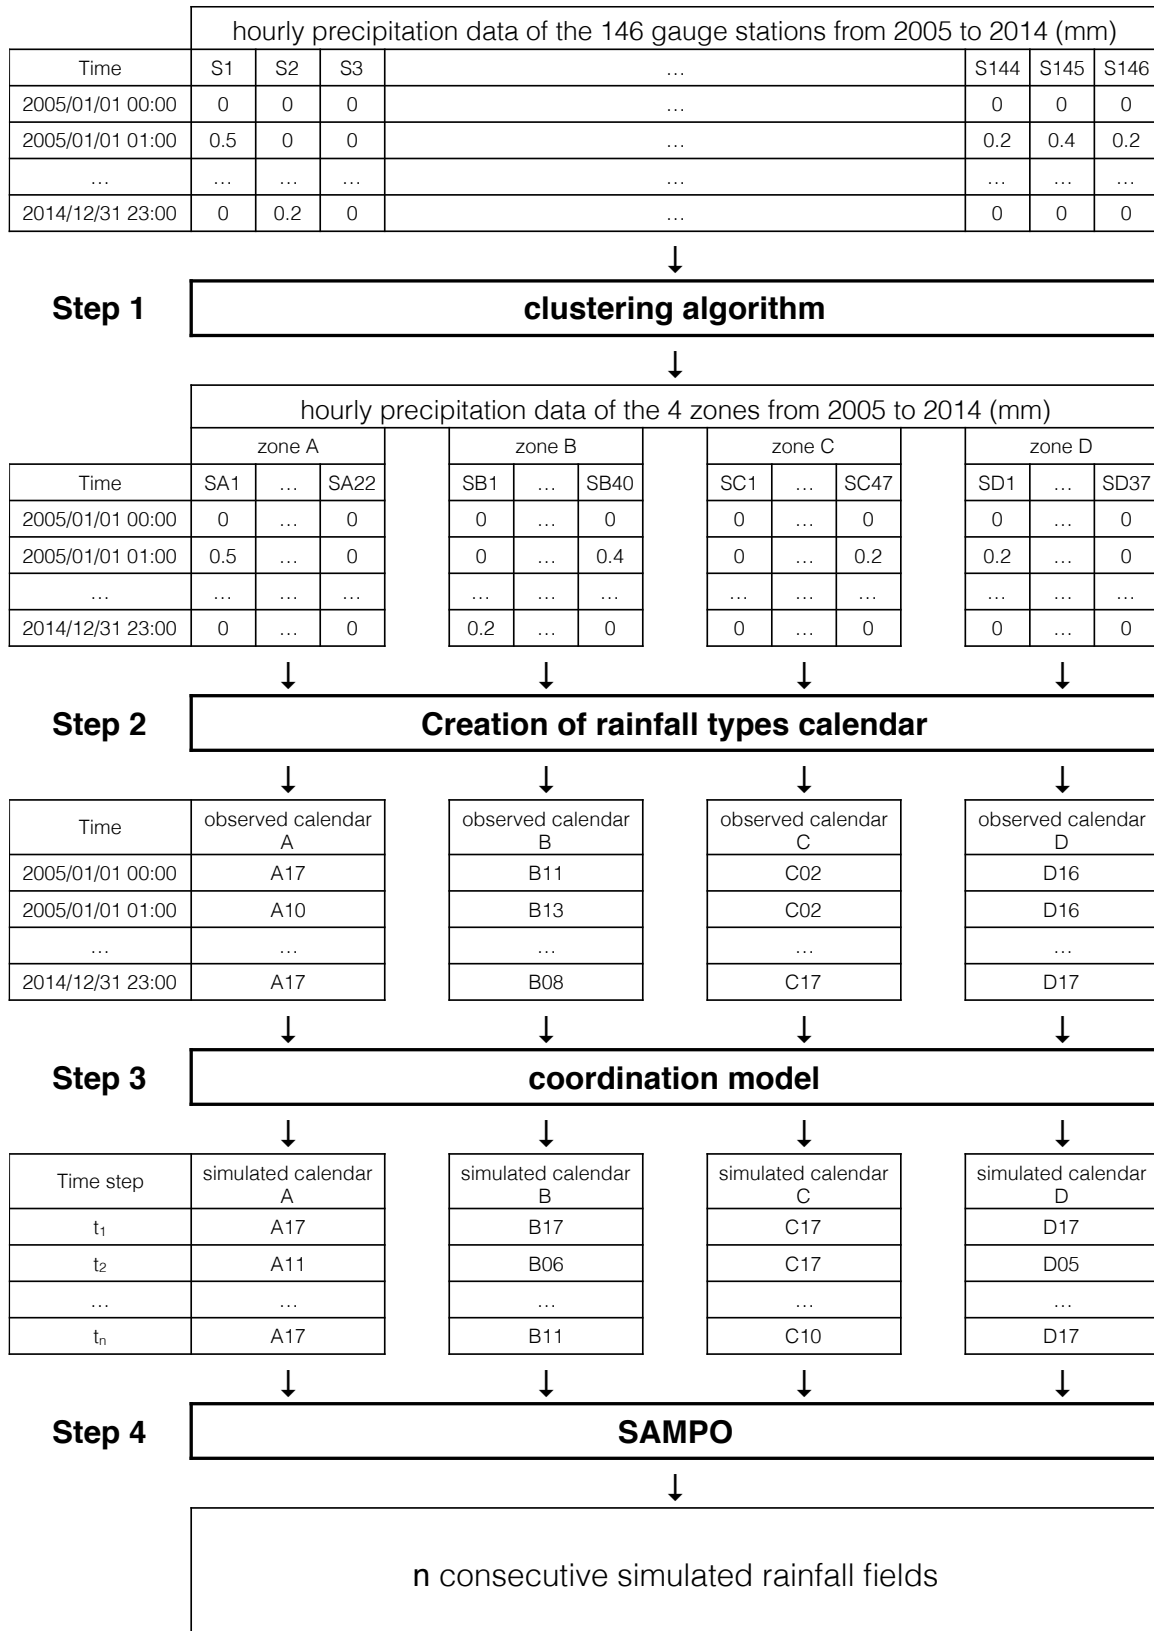 hourly precipitation data of the 146 gauge stations from 2005 to 2014 (mm)
Time S1 S2 S3 ... S144 S145 S146
2005/01/01 00:00 0 0 0 ... 0 0 0
2005/01/01 01:00 0.5 0 0 ... 0.2 0.4 0.2
... ... ... ... ... ... ... ...
2014/12/31 23:00 0 0.2 0 ... 0 0 0
↓
Step 1 clustering algorithm
↓
hourly precipitation data of the 4 zones from 2005 to 2014 (mm)
zone A zone B zone C zone D
Time SA1 ... SA22 SB1 ... SB40 SC1 ... SC47 SD1 ... SD37
2005/01/01 00:00 0 ... 0 0 ... 0 0 ... 0 0 ... 0
2005/01/01 01:00 0.5 ... 0 0 ... 0.4 0 ... 0.2 0.2 ... 0
... ... ... ... ... ... ... ... ... ... ... ... ...
2014/12/31 23:00 0 ... 0 0.2 ... 0 0 ... 0 0 ... 0
↓ ↓ ↓ ↓
Step 2 Creation of rainfall types calendar
↓ ↓ ↓ ↓
Time observed calendar A observed calendar B observed calendar C observed calendar D
2005/01/01 00:00 A17 B11 C02 D16
2005/01/01 01:00 A10 B13 C02 D16
... ... ... ... ...
2014/12/31 23:00 A17 B08 C17 D17
↓ ↓ ↓ ↓
Step 3 coordination model
↓ ↓ ↓ ↓
Time step simulated calendar A simulated calendar B simulated calendar C simulated calendar D
t₁ A17 B17 C17 D17
t₂ A11 B06 C17 D05
... ... ... ... ...
tₙ A17 B11 C10 D17
↓ ↓ ↓ ↓
Step 4 SAMPO
↓
n consecutive simulated rainfall fields